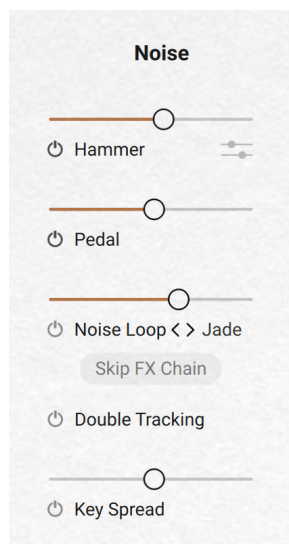 Noise
Hammer
Pedal
Noise Loop < > Jade
Skip FX Chain
Double Tracking
Key Spread